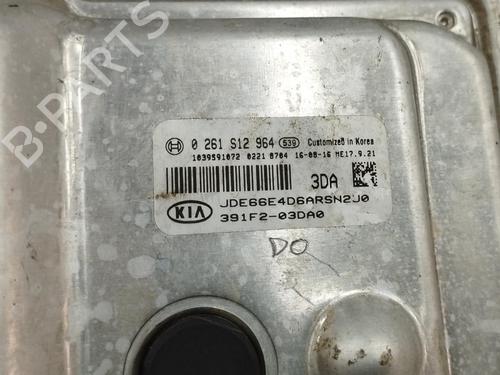 B-PARTS
0 261 S12 964 539 Customized in Korea
1039S91072 0221 8704 16-08-16 ME17.9.21
3DA
KIA JDE66E4D6ARSN2J0
391F2-03DA0
DO